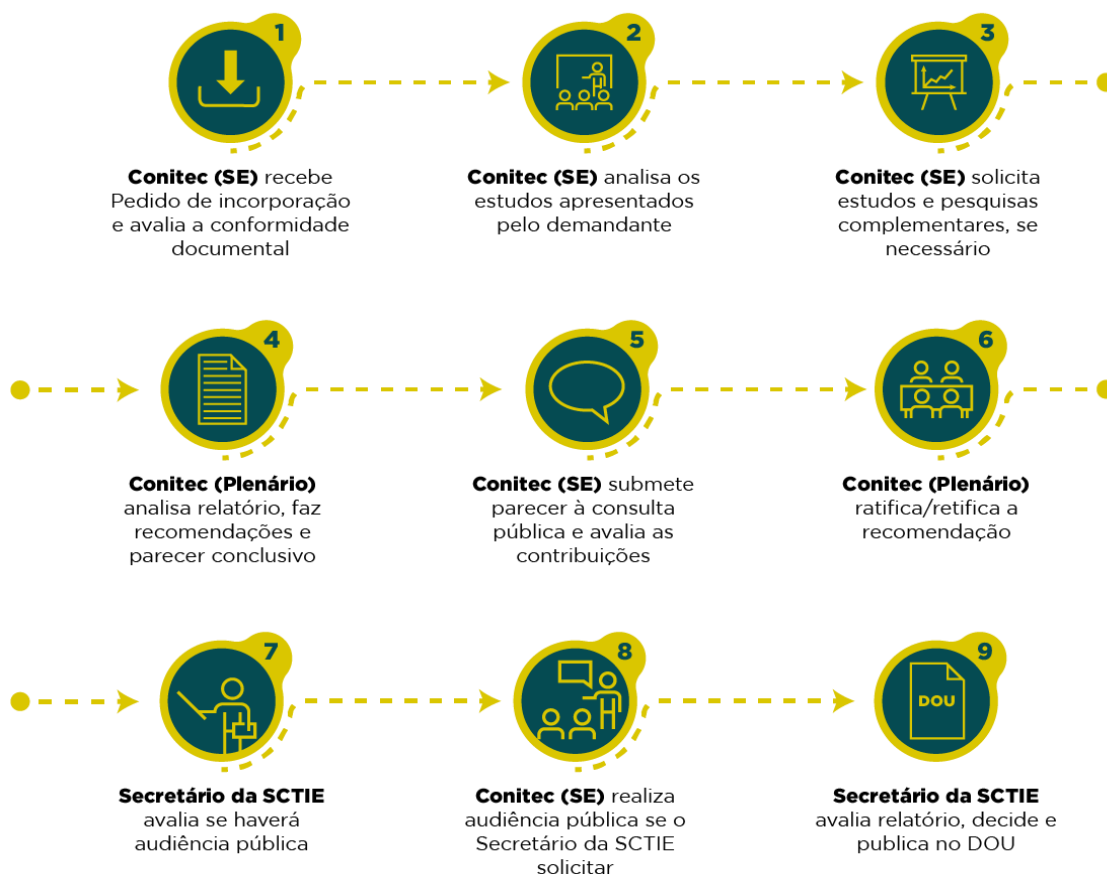 1
Conitec (SE) recebe
Pedido de incorporação
e avalia a conformidade
documental
2
Conitec (SE) analisa os
estudos apresentados
pelo demandante
3
Conitec (SE) solicita
estudos e pesquisas
complementares, se
necessário
4
Conitec (Plenário)
analisa relatório, faz
recomendações e
parecer conclusivo
5
Conitec (SE) submete
parecer à consulta
pública e avalia as
contribuições
6
Conitec (Plenário)
ratifica/retifica a
recomendação
7
Secretário da SCTIE
avalia se haverá
audiência pública
8
Conitec (SE) realiza
audiência pública se o
Secretário da SCTIE
solicitar
9
DOU
Secretário da SCTIE
avalia relatório, decide e
publica no DOU